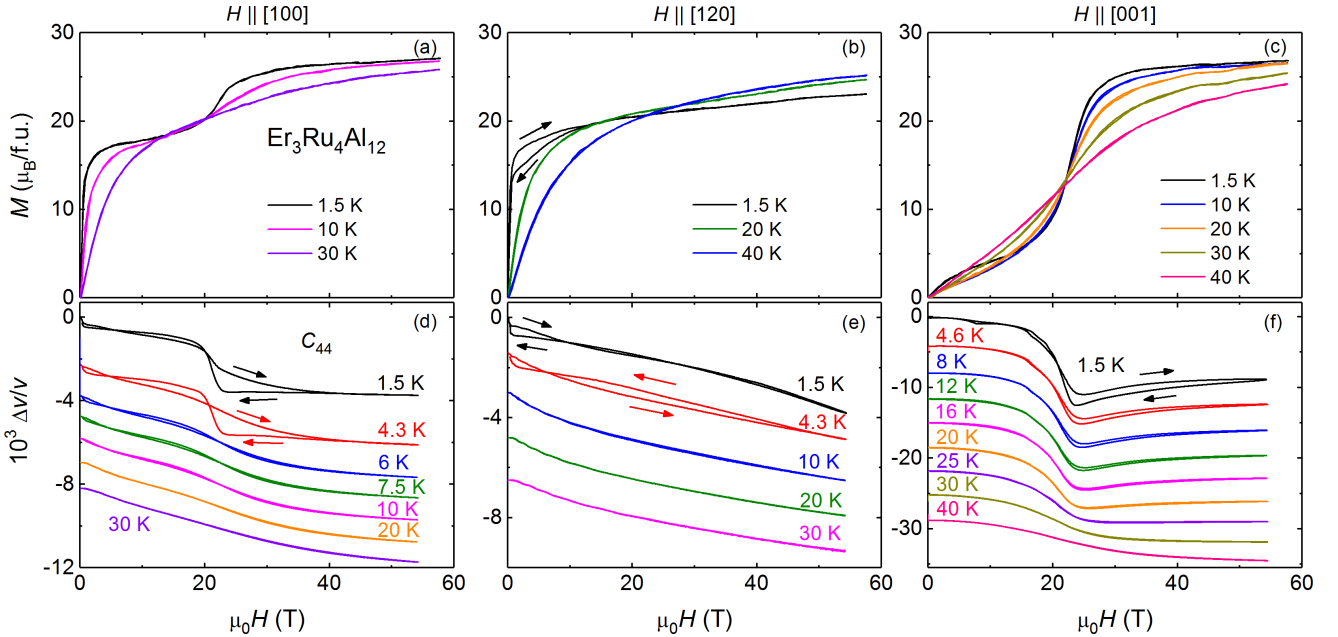 H || [100]
H || [120]
H || [001]
30
20
10
0
M (μB/f.u.)
(a)
Er3Ru4Al12
1.5 K
10 K
30 K
30
20
10
0
(b)
1.5 K
20 K
40 K
30
20
10
0
(c)
1.5 K
10 K
20 K
30 K
40 K
0
-4
-8
-12
10³ Δv/v
(d)
C44
1.5 K
4.3 K
6 K
7.5 K
10 K
20 K
30 K
0
20
40
60
μ0H (T)
0
-4
-8
(e)
1.5 K
4.3 K
10 K
20 K
30 K
0
20
40
60
μ0H (T)
0
-10
-20
-30
(f)
4.6 K
1.5 K
8 K
12 K
16 K
20 K
25 K
30 K
40 K
0
20
40
60
μ0H (T)